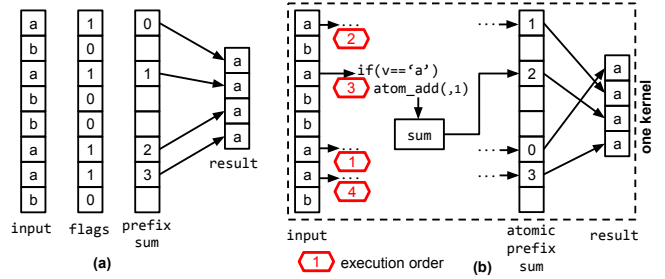 a 1 0
b 0
a 1 1
b 0
b 0
a 1 2
a 1 3
b 0
a
a
a
a
result
input flags prefix
sum
(a)
a .... ... 1
2
b
a if(v=='a') 2
3 atom_add(,1)
b
b sum
a ... ... 0
1
a ... ... 3
4
b
a
a
a
a
one kernel
input atomic
prefix
sum
result
1 execution order
(b)